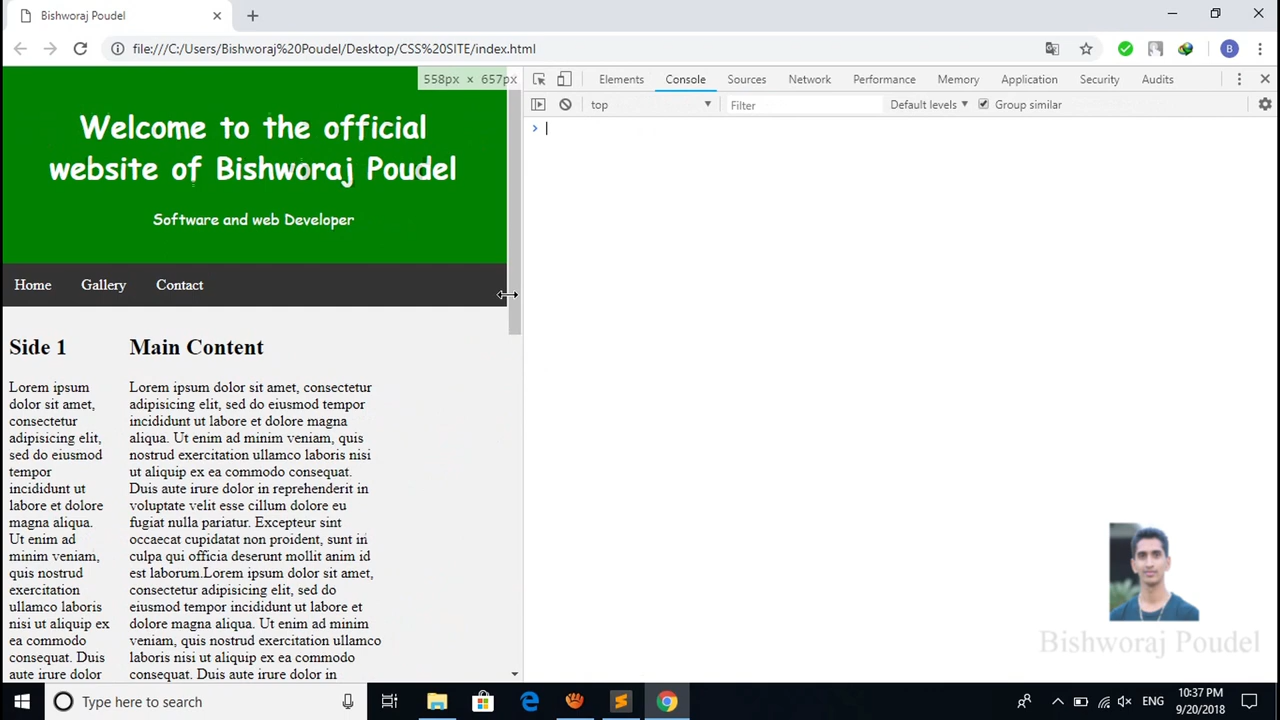 Bishworaj Poudel
file:///C:/Users/Bishworaj%20Poudel/Desktop/CSS%20SITE/index.html
B
558px × 657px
Elements Console Sources Network Performance Memory Application Security Audits
top Filter Default levels Group similar
Welcome to the official
website of Bishworaj Poudel
Software and web Developer
Home Gallery Contact
Side 1
Lorem ipsum
dolor sit amet,
consectetur
adipisicing elit,
sed do eiusmod
tempor
incididunt ut
labore et dolore
magna aliqua.
Ut enim ad
minim veniam,
quis nostrud
exercitation
ullamco laboris
nisi ut aliquip ex
ea commodo
consequat. Duis
aute irure dolor
Main Content
Lorem ipsum dolor sit amet, consectetur
adipisicing elit, sed do eiusmod tempor
incididunt ut labore et dolore magna
aliqua. Ut enim ad minim veniam, quis
nostrud exercitation ullamco laboris nisi
ut aliquip ex ea commodo consequat.
Duis aute irure dolor in reprehenderit in
voluptate velit esse cillum dolore eu
fugiat nulla pariatur. Excepteur sint
occaecat cupidatat non proident, sunt in
culpa qui officia deserunt mollit anim id
est laborum.Lorem ipsum dolor sit amet,
consectetur adipisicing elit, sed do
eiusmod tempor incididunt ut labore et
dolore magna aliqua. Ut enim ad minim
veniam, quis nostrud exercitation ullamco
laboris nisi ut aliquip ex ea commodo
consequat. Duis aute irure dolor in
Bishworaj Poudel
Type here to search
ENG
10:37 PM
9/20/2018